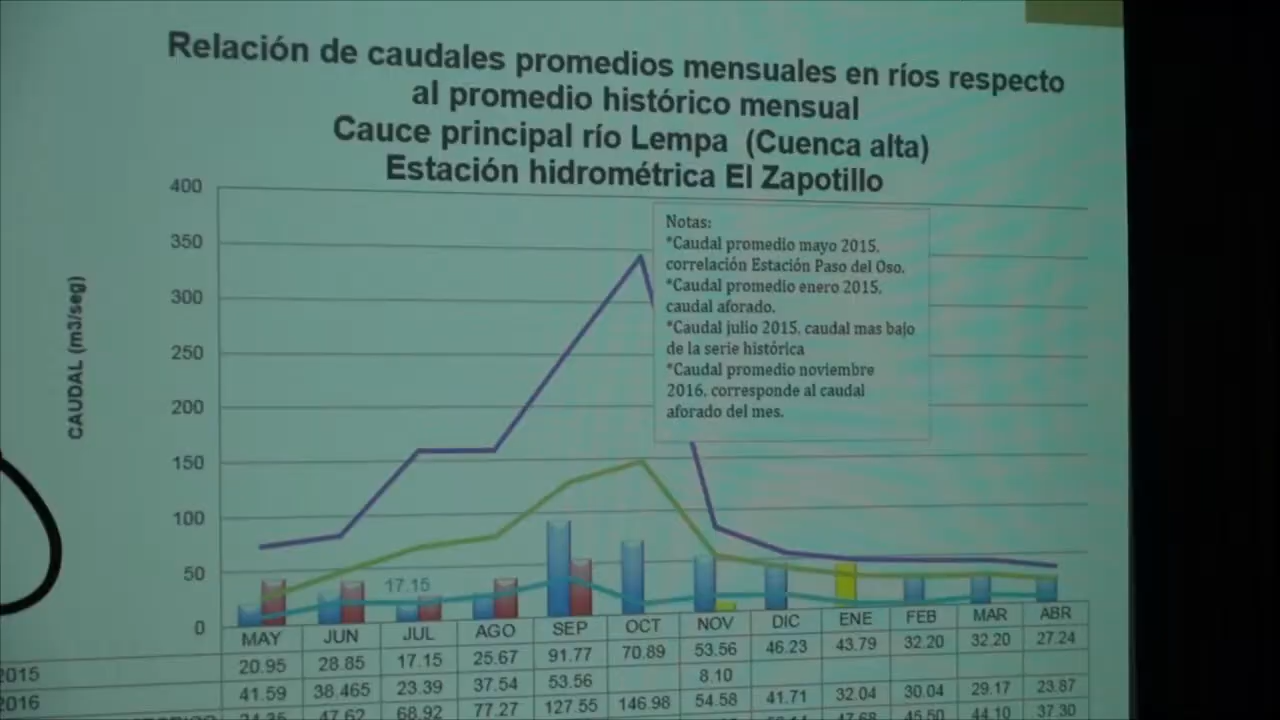 Relación de caudales promedios mensuales en ríos respecto
al promedio histórico mensual
Cauce principal río Lempa (Cuenca alta)
Estación hidrométrica El Zapotillo
Notas:
*Caudal promedio mayo 2015,
correlación Estación Paso del Oso.
*Caudal promedio enero 2015,
caudal aforado.
*Caudal julio 2015, caudal mas bajo
de la serie histórica
*Caudal promedio noviembre
2016, corresponde al caudal
aforado del mes.
CAUDAL (m3/seg)
400
350
300
250
200
150
100
50
0
17.15
MAY JUN JUL AGO SEP OCT NOV DIC ENE FEB MAR ABR
2015 20.95 28.85 17.15 25.67 91.77 70.89 53.56 46.23 43.79 32.20 32.20 27.24
2016 41.59 38.465 23.39 37.54 53.56 8.10
47.62 68.92 77.27 127.55 146.98 54.58 41.71 32.04 30.04 29.17 23.87
45.50 44.10 37.30